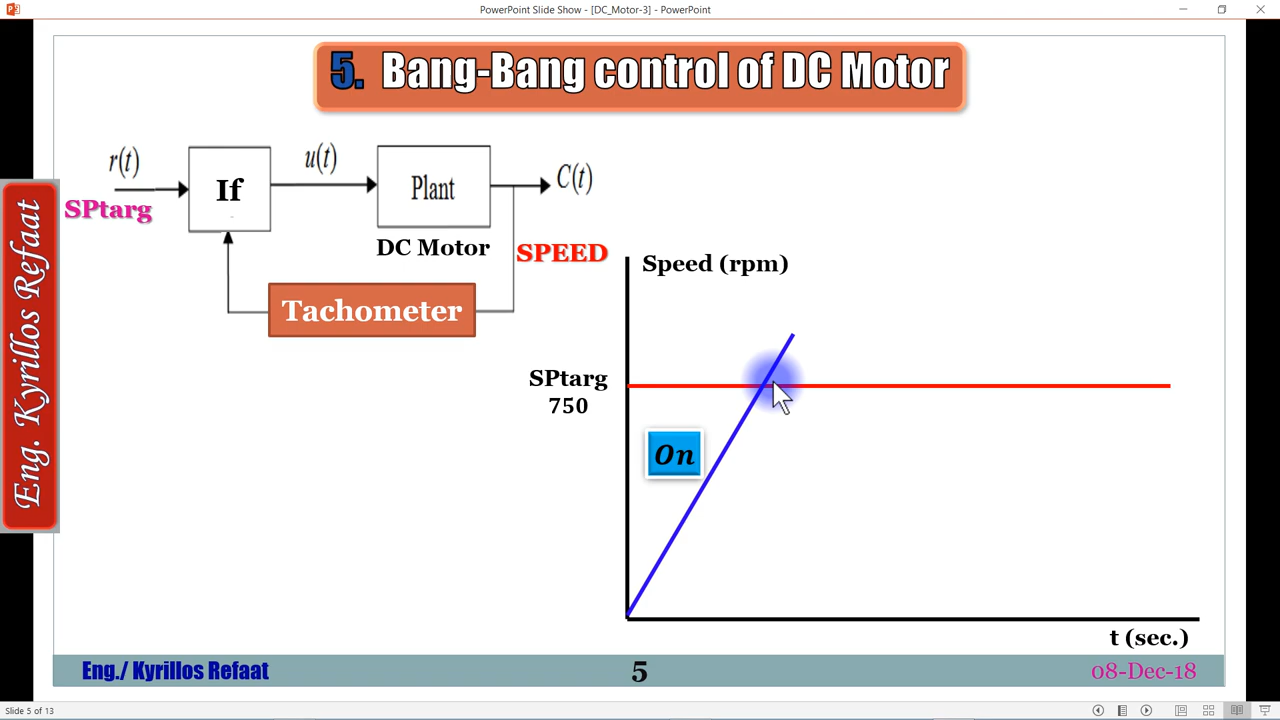 PowerPoint Slide Show - [DC_Motor-3] - PowerPoint
5. Bang-Bang control of DC Motor
r(t)
SPtarg
If
u(t)
Plant
C(t)
DC Motor
SPEED
Tachometer
Speed (rpm)
SPtarg
750
On
t (sec.)
Eng. Kyrillos Refaat
Eng./ Kyrillos Refaat
5
08-Dec-18
Slide 5 of 13